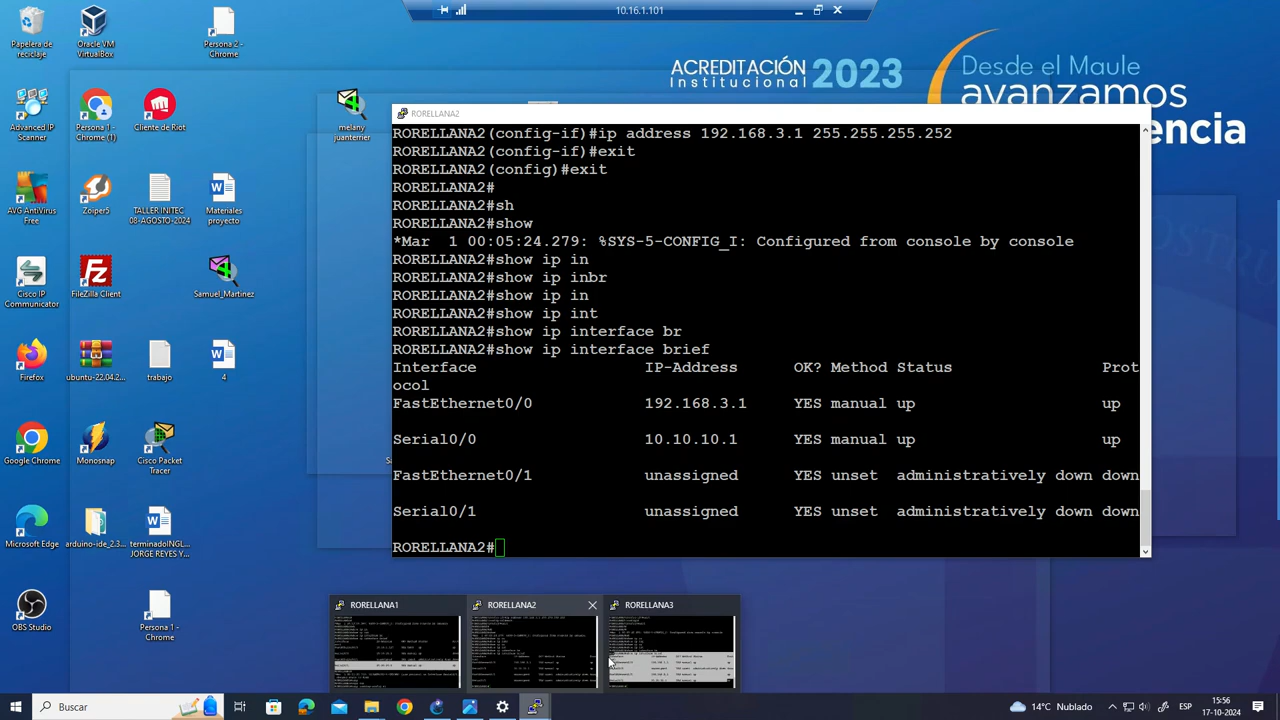 10.16.1.101
Papelera de
reciclaje
Oracle VM
VirtualBox
Persona 2 -
Chrome
ACREDITACIÓN
Institucional
2023
Desde el Maule
avanzamos
encia
Advanced IP
Scanner
Persona 1 -
Chrome (1)
Cliente de Riot
melany
juanterrier
AVG AntiVirus
Free
Zoiper5
TALLER INITEC
08-AGOSTO-2024
Materiales
proyecto
Cisco IP
Communicator
FileZilla Client
Samuel_Martinez
Firefox
ubuntu-22.04.2...
trabajo
4
Google Chrome
Monosnap
Cisco Packet
Tracer
Microsoft Edge
arduino-ide_2.3...
terminadoINGL...
JORGE REYES Y...
OBS Studio
Persona 1 -
Chrome
RORELLANA2
RORELLANA2(config-if)#ip address 192.168.3.1 255.255.255.252
RORELLANA2(config-if)#exit
RORELLANA2(config)#exit
RORELLANA2#
RORELLANA2#sh
RORELLANA2#show
*Mar  1 00:05:24.279: %SYS-5-CONFIG_I: Configured from console by console
RORELLANA2#show ip in
RORELLANA2#show ip inbr
RORELLANA2#show ip in
RORELLANA2#show ip int
RORELLANA2#show ip interface br
RORELLANA2#show ip interface brief
Interface                  IP-Address      OK? Method Status                Prot
ocol
FastEthernet0/0            192.168.3.1     YES manual up                    up
Serial0/0                  10.10.10.1      YES manual up                    up
FastEthernet0/1            unassigned      YES unset  administratively down down
Serial0/1                  unassigned      YES unset  administratively down down
RORELLANA2#
RORELLANA1
RORELLANA2
RORELLANA3
Buscar
14°C Nublado
ESP
15:56
17-10-2024